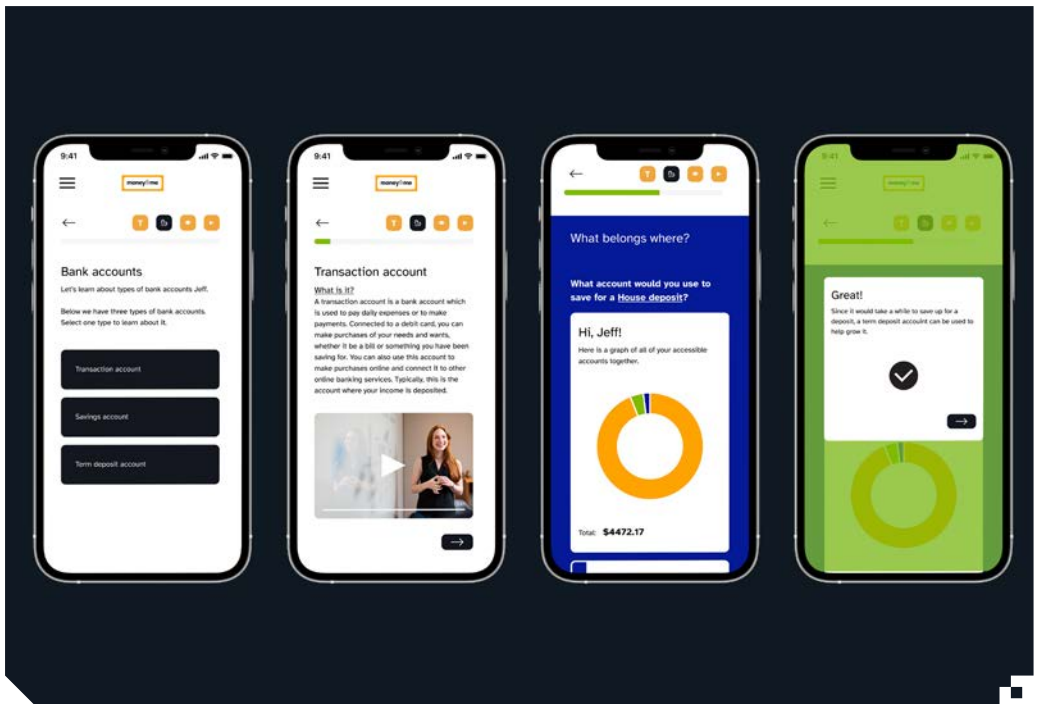 9:41
money&me
Bank accounts
Let's learn about types of bank accounts Jeff.
Below we have three types of bank accounts.
Select one type to learn about it.
Transaction account
Savings account
Term deposit account
9:41
money&me
T
Transaction account
What is it?
A transaction account is a bank account which
is used to pay daily expenses or to make
payments. Connected to a debit card, you can
make purchases of your needs and wants,
whether it be a bill or something you have been
saving for. You can also use this account to
make purchases online and connect it to other
online banking services. Typically, this is the
account where your income is deposited.
What belongs where?
What account would you use to
save for a House deposit?
Hi, Jeff!
Here is a graph of all of your accessible
accounts together.
Total: $4472.17
9:41
Great!
Since it would take a while to save up for a
deposit, a term deposit account can be used to
help grow it.